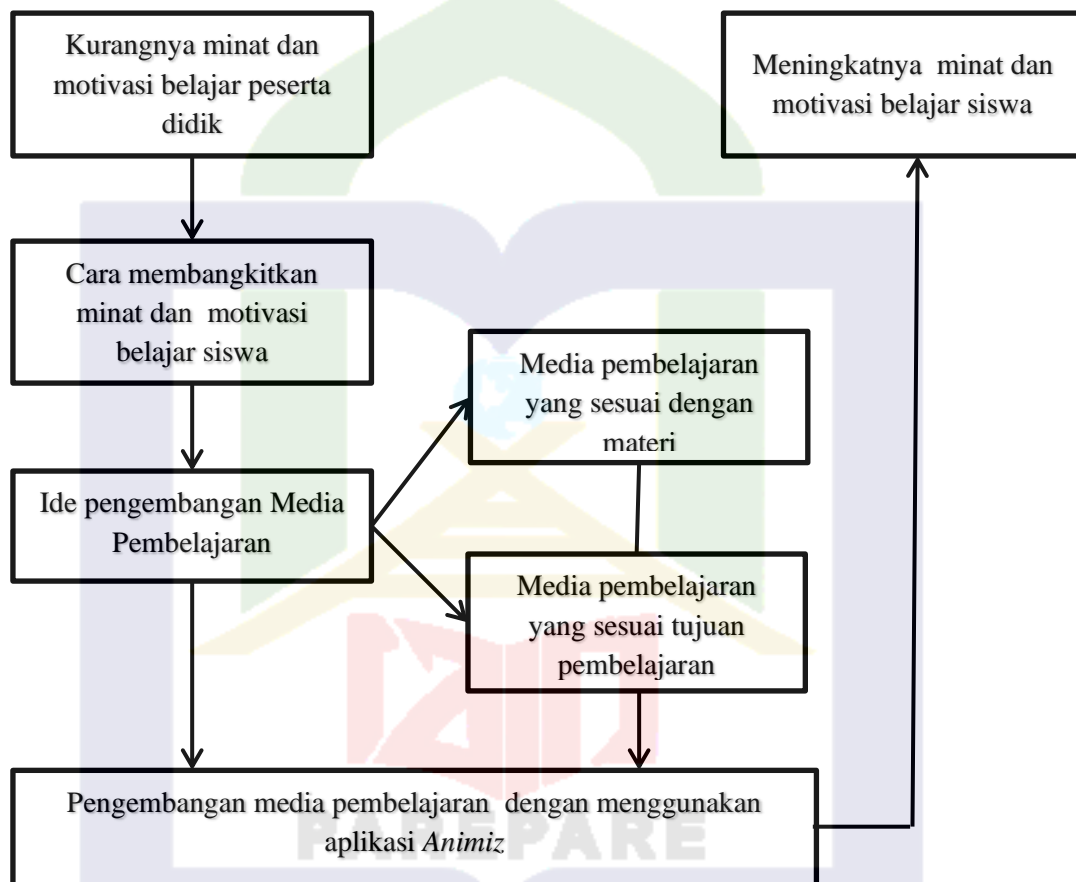 Kurangnya minat dan
motivasi belajar peserta
didik
Meningkatnya minat dan
motivasi belajar siswa
Cara membangkitkan
minat dan motivasi
belajar siswa
Media pembelajaran
yang sesuai dengan
materi
Ide pengembangan Media
Pembelajaran
Media pembelajaran
yang sesuai tujuan
pembelajaran
Pengembangan media pembelajaran dengan menggunakan
aplikasi Animiz
PAREPARE